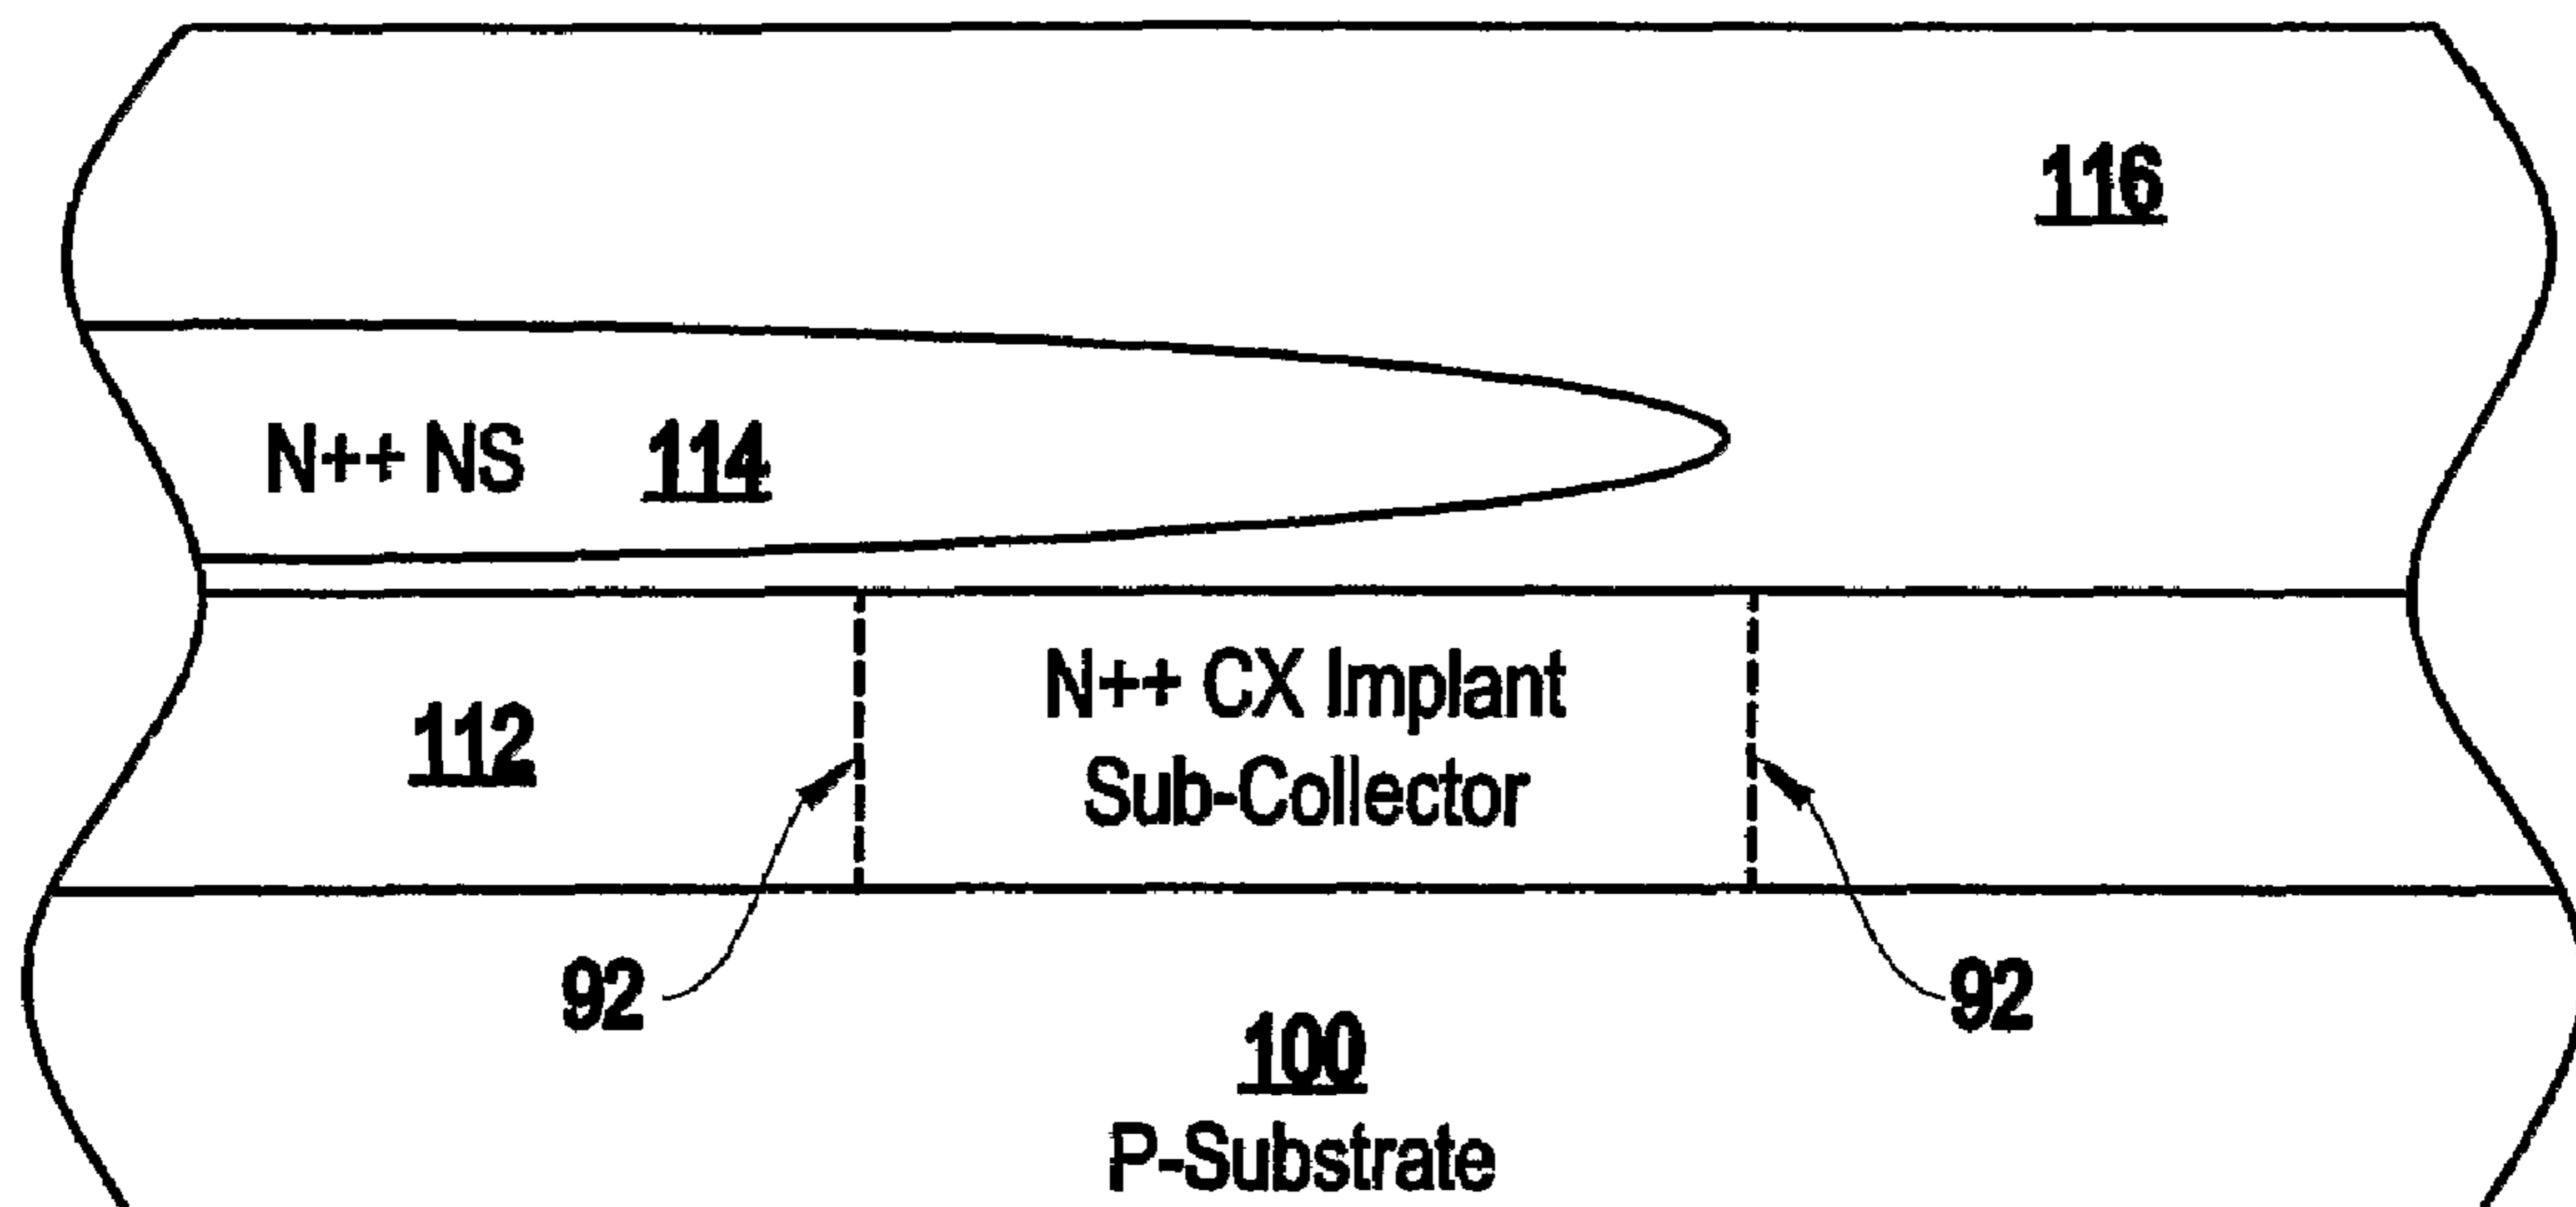 116
N++ NS 114
N++ CX Implant
Sub-Collector
112
92
92
100
P-Substrate